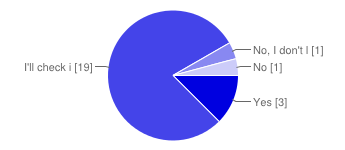 No, I don't l [1]
I'll check i [19]
No [1]
Yes [3]